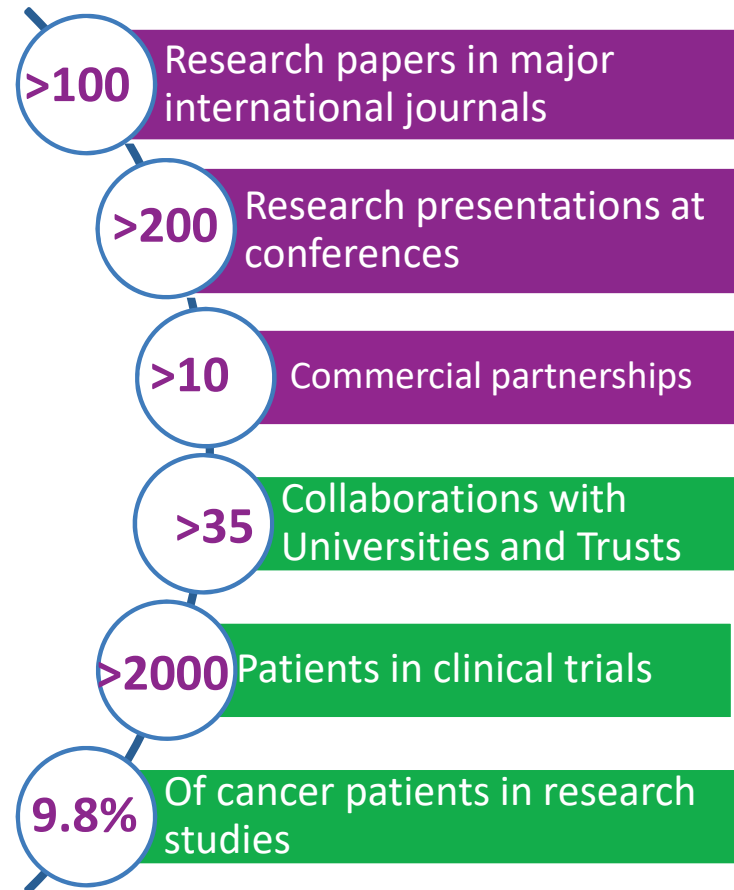 >100
Research papers in major
international journals
>200
Research presentations at
conferences
>10
Commercial partnerships
>35
Collaborations with
Universities and Trusts
>2000
Patients in clinical trials
9.8%
Of cancer patients in research
studies